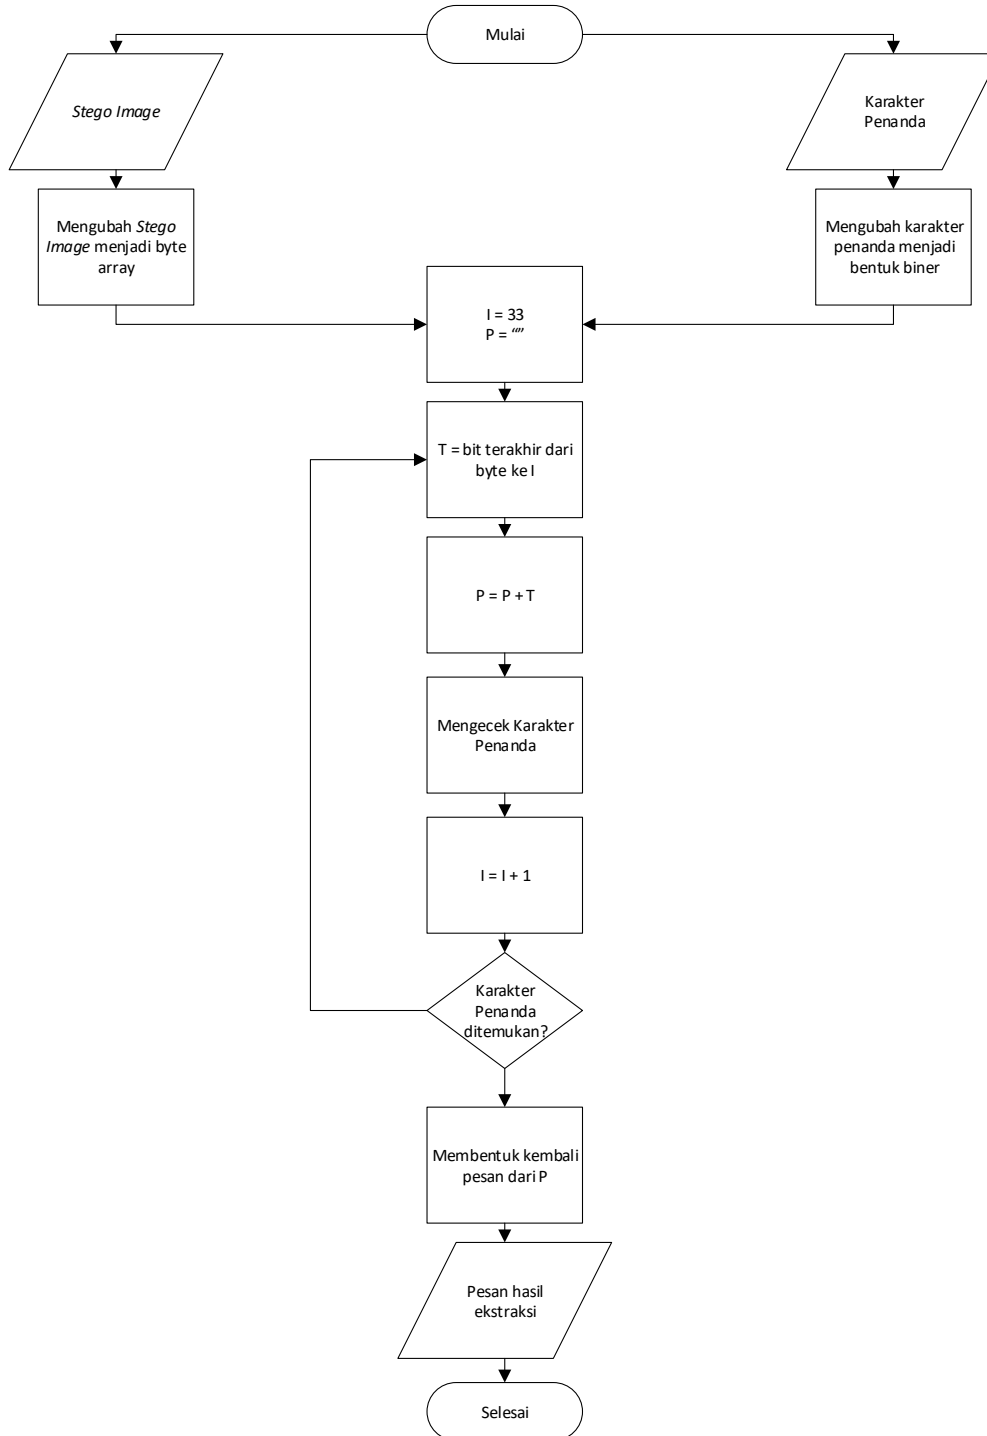 Mulai
Stego Image
Karakter
Penanda
Mengubah Stego
Image menjadi byte
array
Mengubah karakter
penanda menjadi
bentuk biner
I = 33
P = “”
T = bit terakhir dari
byte ke I
P = P + T
Mengecek Karakter
Penanda
I = I + 1
Karakter
Penanda
ditemukan?
Membentuk kembali
pesan dari P
Pesan hasil
ekstraksi
Selesai